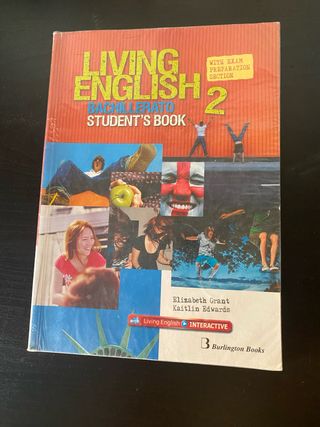 LIVING
ENGLISH 2
WITH EXAM
PREPARATION
SECTION
BACHILLERATO
STUDENT'S BOOK
Elizabeth Grant
Kaitlin Edwards
Living English INTERACTIVE
B Burlington Books